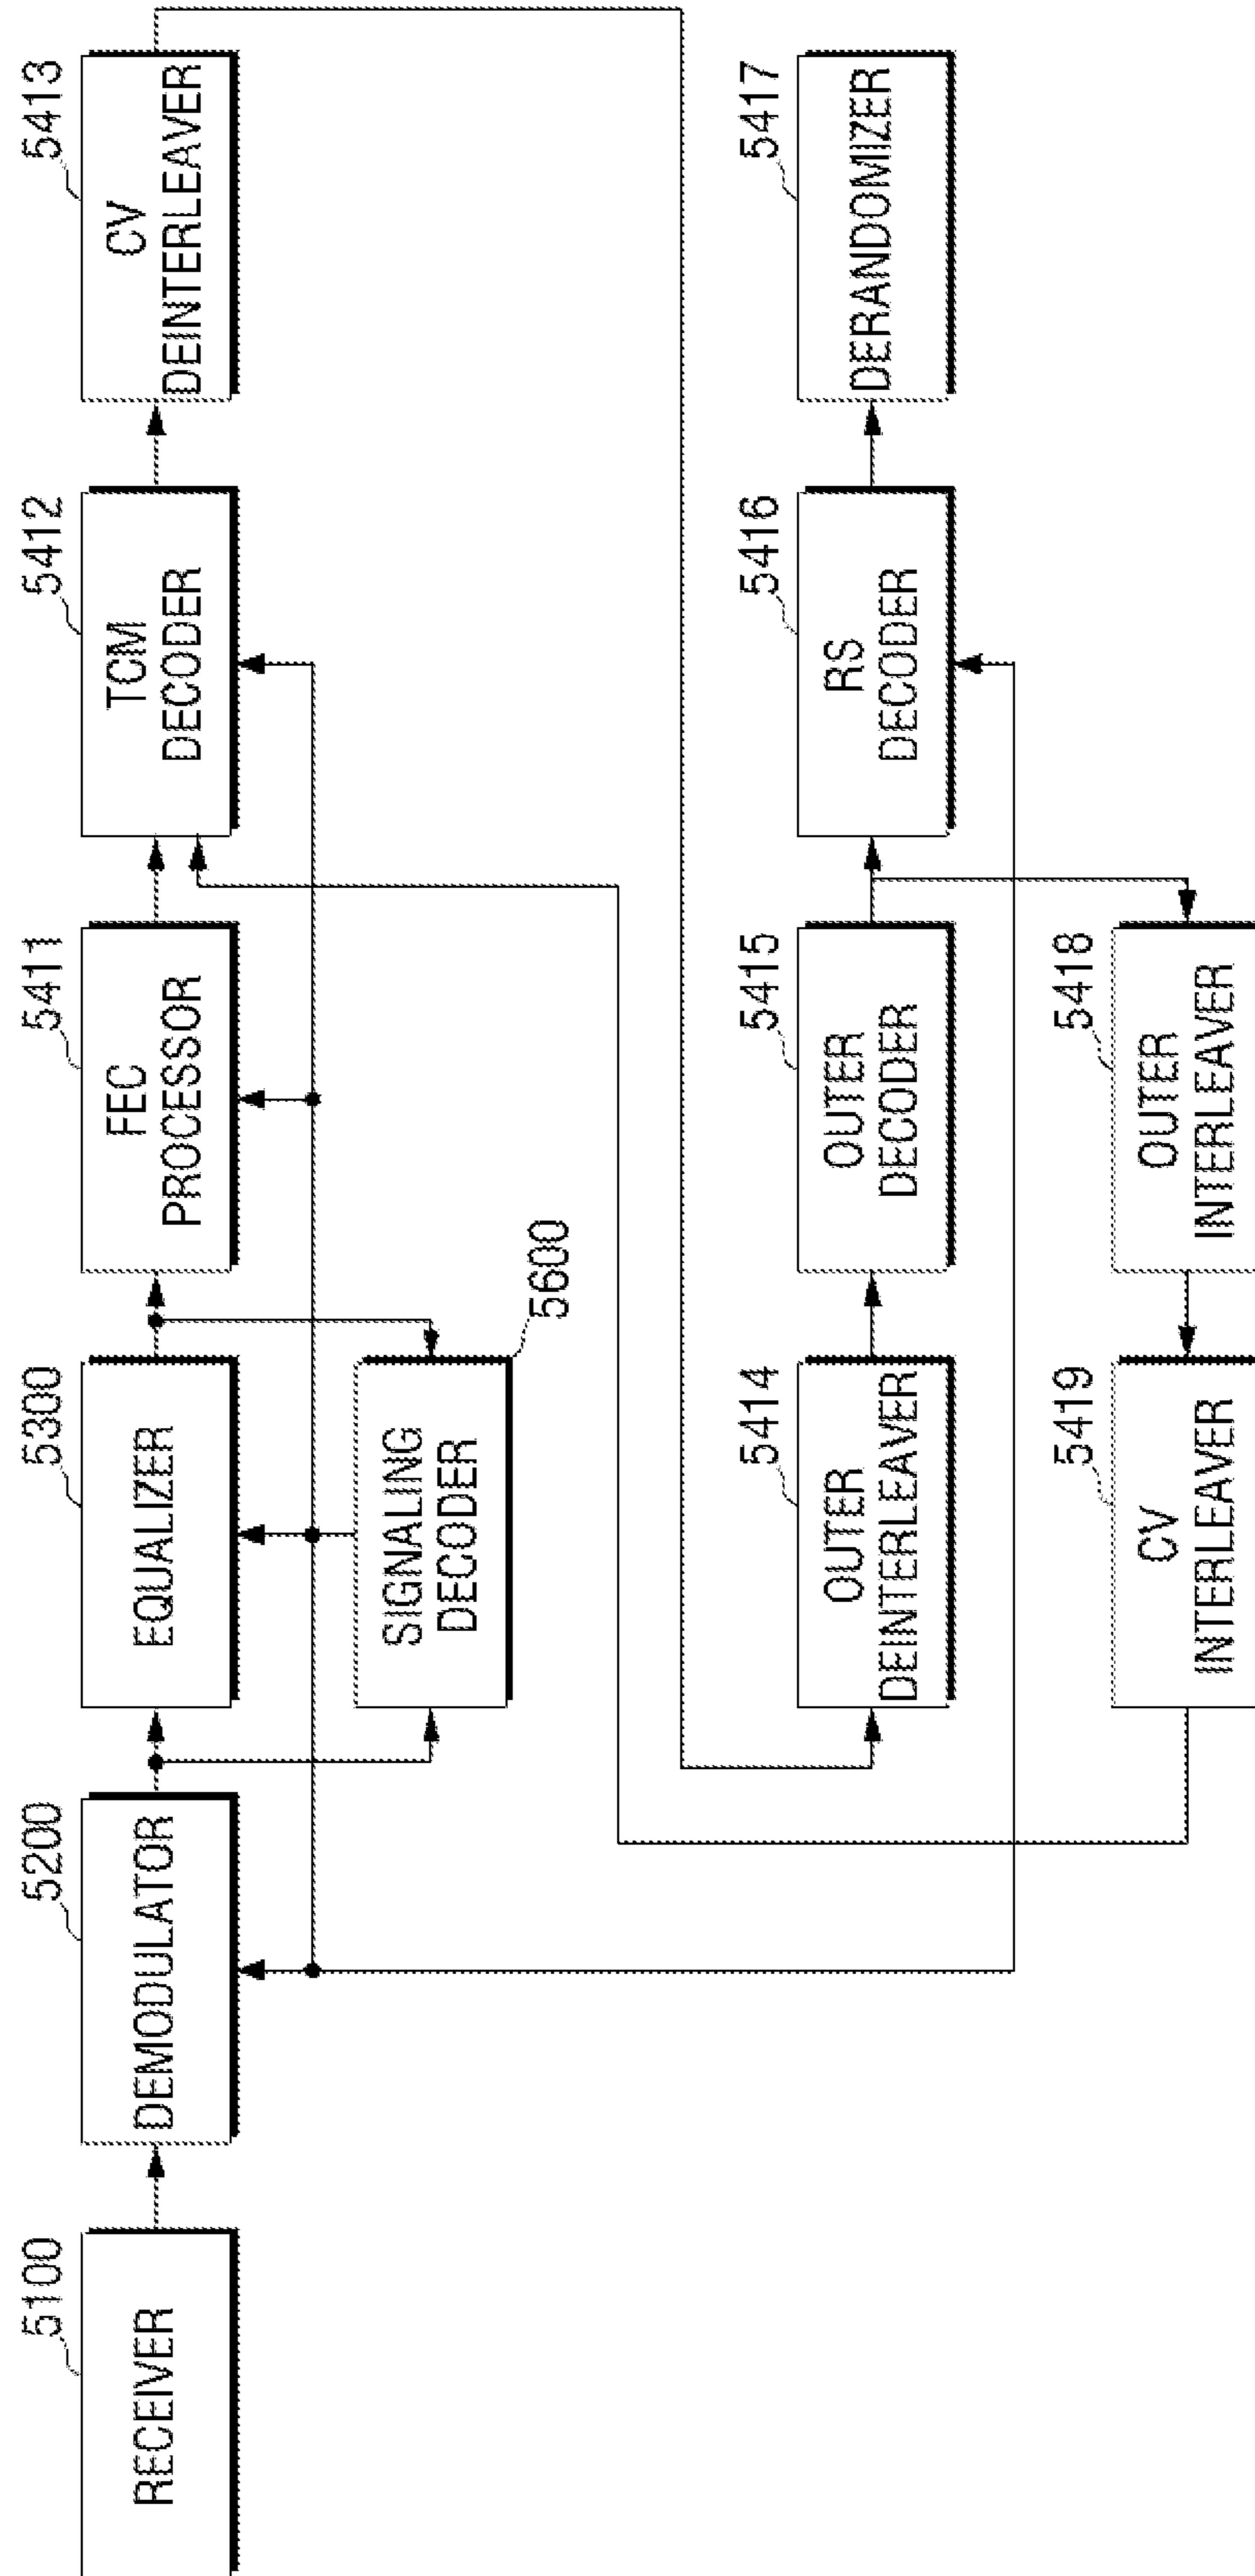 5100
RECEIVER
5200
DEMODULATOR
5300
EQUALIZER
5411
FEC
PROCESSOR
5412
TCM
DECODER
5413
CV
DEINTERLEAVER
5600
SIGNALING
DECODER
5414
OUTER
DEINTERLEAVER
5415
OUTER
DECODER
5416
RS
DECODER
5417
DERANDOMIZER
5419
CV
INTERLEAVER
5418
OUTER
INTERLEAVER